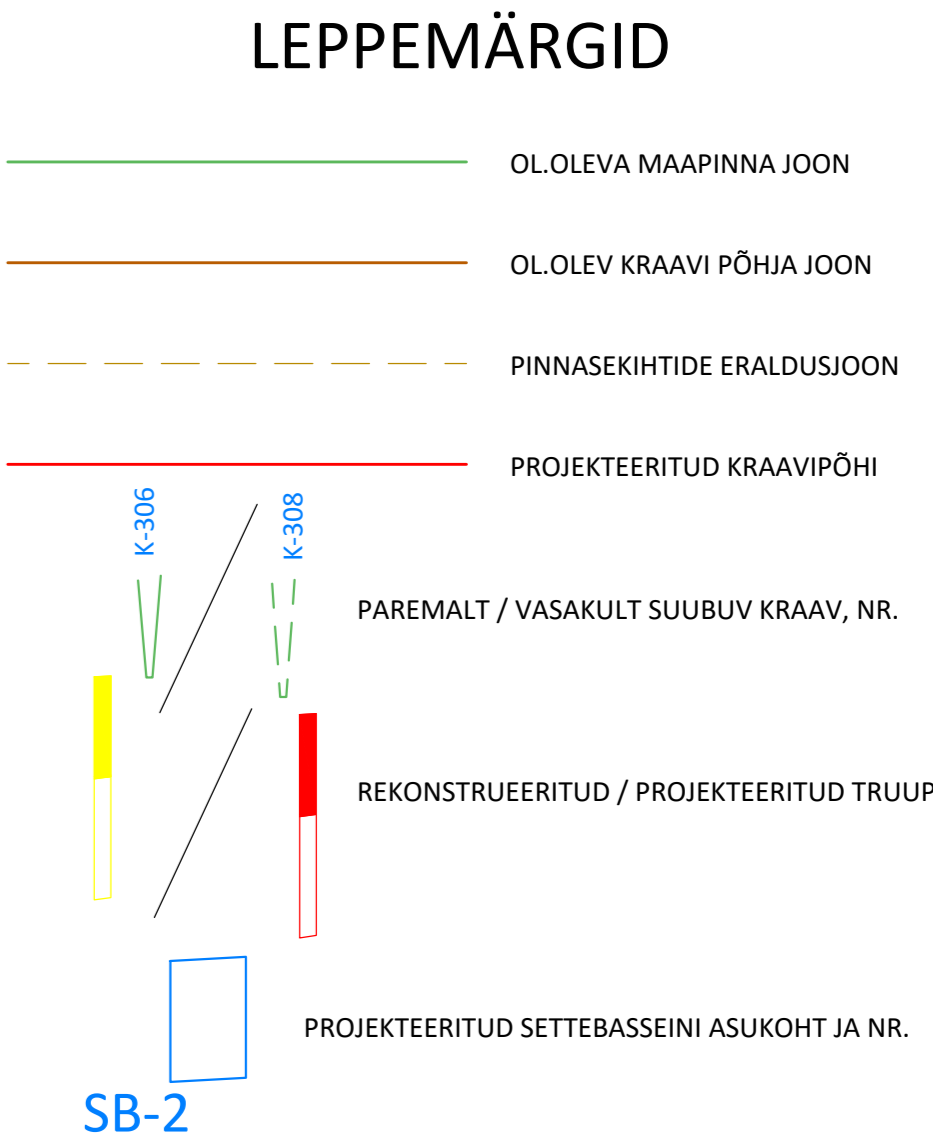 LEPPEMÄRGID
OL.OLEVA MAAPINNA JOON
OL.OLEV KRAAVI PÕHJA JOON
PINNASEKIHTIDE ERALDUSJOON
PROJEKTEERITUD KRAAVIPÕHI
K-306
K-308
PAREMALT / VASAKULT SUUBUV KRAAV, NR.
REKONSTRUEERITUD / PROJEKTEERITUD TRUUP
PROJEKTEERITUD SETTEBASSEINI ASUKOHT JA NR.
SB-2